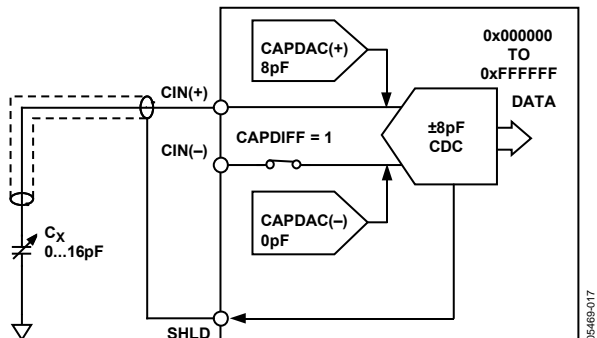 CAPDAC(+)
8pF
0x000000
TO
0xFFFFFF
DATA
CIN(+)
CAPDIFF = 1
±8pF
CDC
CIN(–)
CAPDAC(–)
0pF
CX
0...16pF
SHLD
05469-017